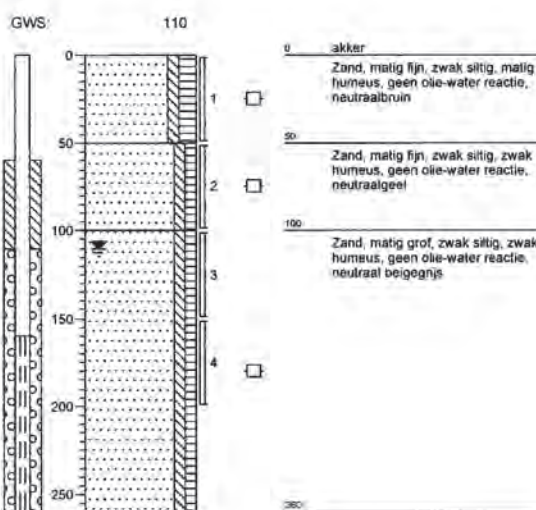 GWS: 110
0
50
100
150
200
250
1
2
3
4
0 akker
Zand, matig fijn, zwak siltig, matig
humeus, geen olie-water reactie,
neutraalbruin
50
Zand, matig fijn, zwak siltig, zwak
humeus, geen olie-water reactie,
neutraalgeel
100
Zand, matig grof, zwak siltig, zwak
humeus, geen olie-water reactie,
neutraal beigegrijs